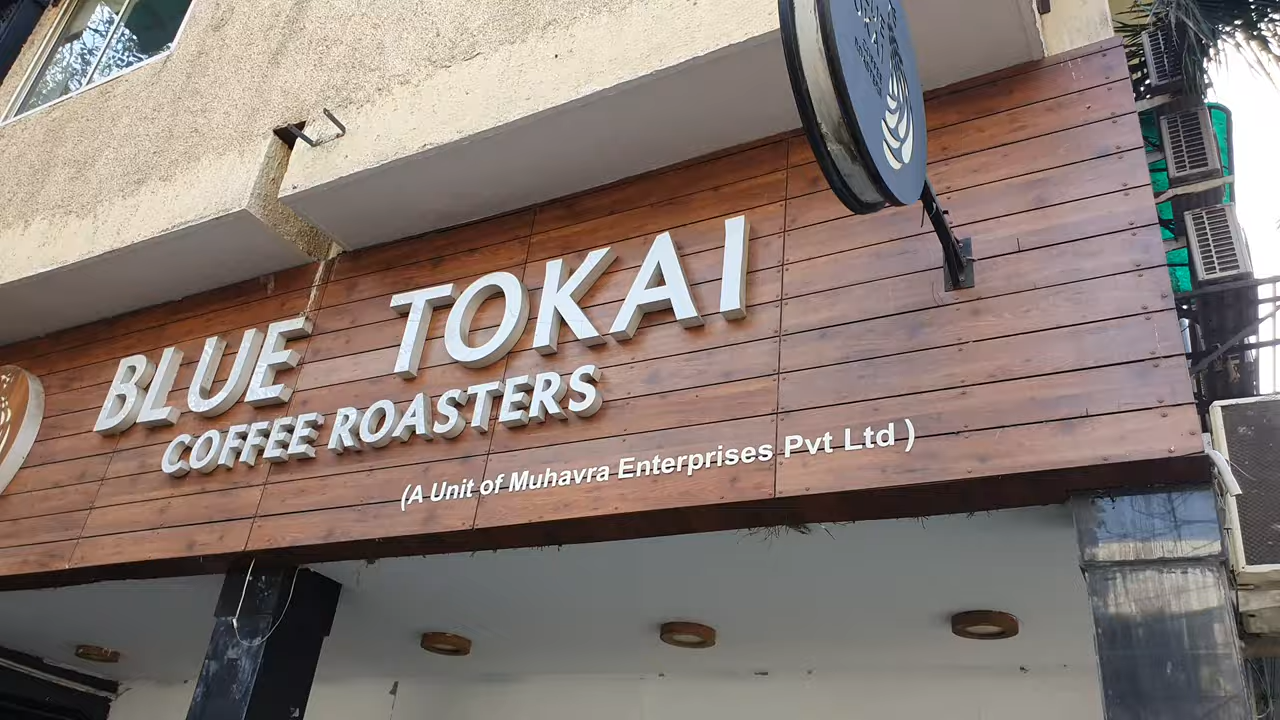 BLUE TOKAI
COFFEE ROASTERS
(A Unit of Muhavra Enterprises Pvt Ltd )